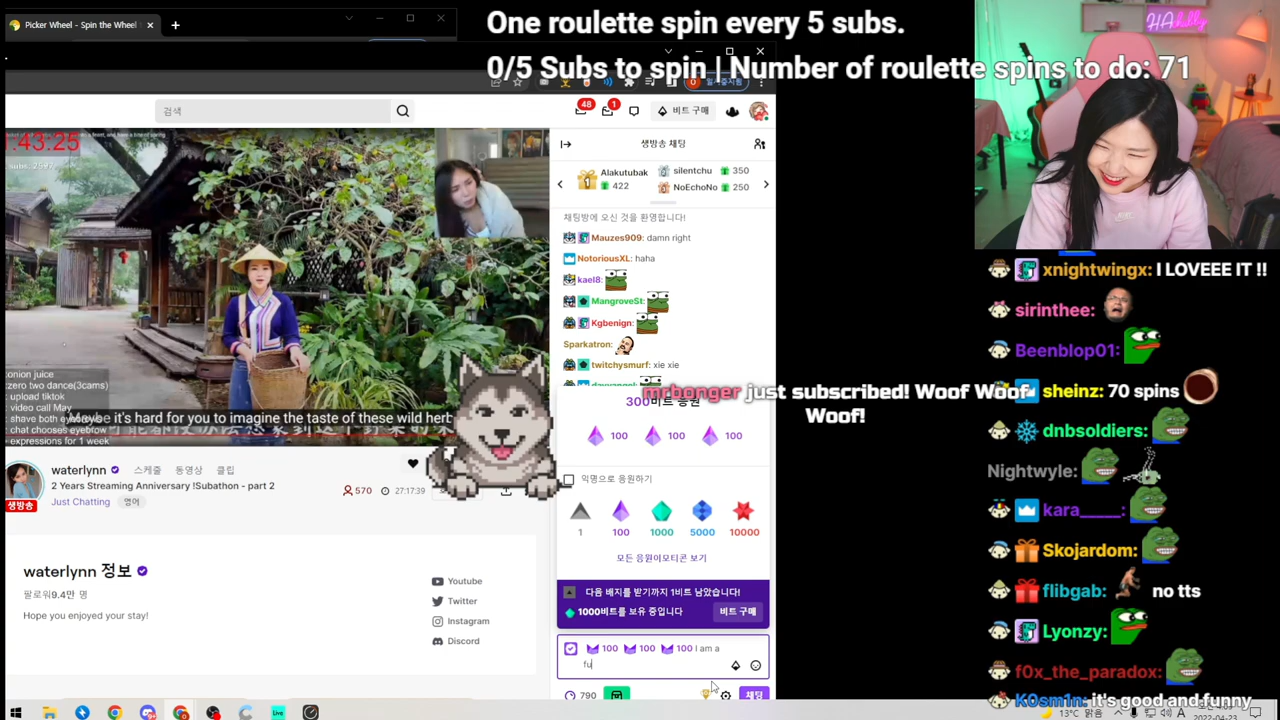 Picker Wheel - Spin the Wheel
One roulette spin every 5 subs.
0/5 Subs to spin | Number of roulette spins to do: 71
검색
48
1
비트 구매
:43:25
생방송 채팅
Alakutubak
422
silentchu 350
NoEchoNo 250
채팅방에 오신 것을 환영합니다!
Mauzes909: damn right
NotoriousXL: haha
kael8:
MangroveSt:
Kgbenign:
Sparkatron:
twitchysmurf: xie xie
onion juice
zero two dance(3cams)
upload tiktok
video call May
shave both eyebrows
chat chooses eyebrow
expressions for 1 week
Maybe it's hard for you to imagine the taste of these wild herb
mrbonger just subscribed! Woof Woof
Woof!
300비트 응원
100 100 100
익명으로 응원하기
1 100 1000 5000 10000
모든 응원이모티콘 보기
다음 배지를 받기까지 1비트 남았습니다!
1000비트를 보유 중입니다
비트 구매
100 100 100 I am a
fu
790
채팅
waterlynn
스케줄 동영상 클립
2 Years Streaming Anniversary !Subathon - part 2
Just Chatting 영어
생방송
570
27:17:39
waterlynn 정보
팔로워9.4만 명
Hope you enjoyed your stay!
Youtube
Twitter
Instagram
Discord
HAchubby
xnightwingx: I LOVEEE IT !!
sirinthee:
Beenblop01:
sheinz: 70 spins
dnbsoldiers:
Nightwyle:
kara_____:
Skojardom:
flibgab: no tts
Lyonzy:
f0x_the_paradox:
K0sm1n: it's good and funny
13°C 맑음
A